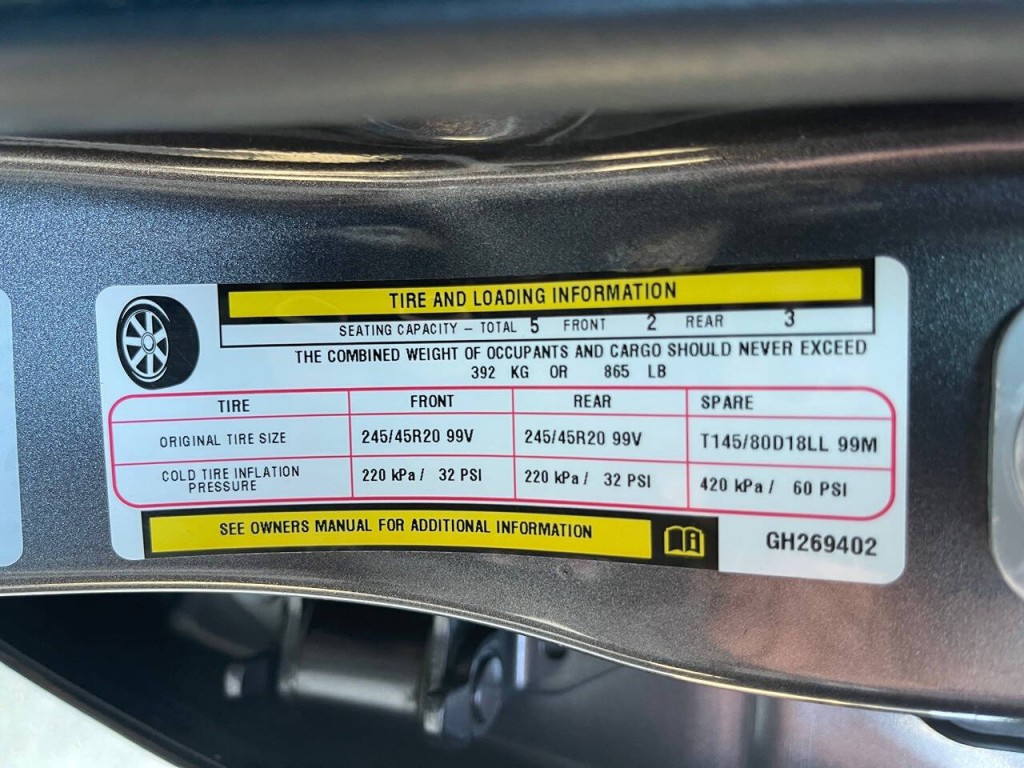 TIRE AND LOADING INFORMATION
SEATING CAPACITY – TOTAL 5 FRONT 2 REAR 3
THE COMBINED WEIGHT OF OCCUPANTS AND CARGO SHOULD NEVER EXCEED
392 KG OR 865 LB
TIRE FRONT REAR SPARE
ORIGINAL TIRE SIZE 245/45R20 99V 245/45R20 99V T145/80D18LL 99M
COLD TIRE INFLATION PRESSURE 220 kPa / 32 PSI 220 kPa / 32 PSI 420 kPa / 60 PSI
SEE OWNERS MANUAL FOR ADDITIONAL INFORMATION
GH269402